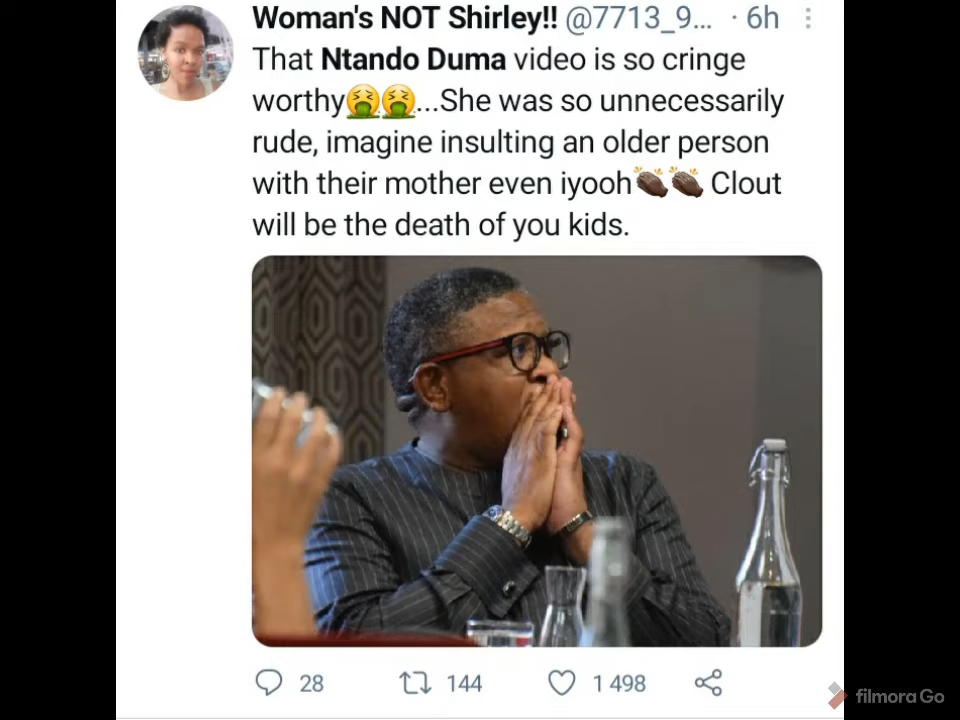 Woman's NOT Shirley!! @7713_9... · 6h
That Ntando Duma video is so cringe
worthy🤮🤮...She was so unnecessarily
rude, imagine insulting an older person
with their mother even iyooh👏🏿👏🏿 Clout
will be the death of you kids.
28 144 1 498
filmora Go